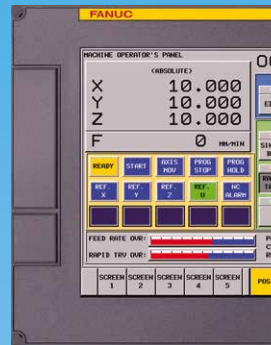 FANUC
MACHINE OPERATOR'S PANEL
(ABSOLUTE)
X 10.000
Y 10.000
Z 10.000
F 0 MM/MIN
READY START AXIS MOV PROG STOP PROG HOLD
REF. X REF. Y REF. Z REF. U NC ALARM
FEED RATE OVR:
RAPID TRV OVR:
SCREEN 1 SCREEN 2 SCREEN 3 SCREEN 4 SCREEN 5 POS